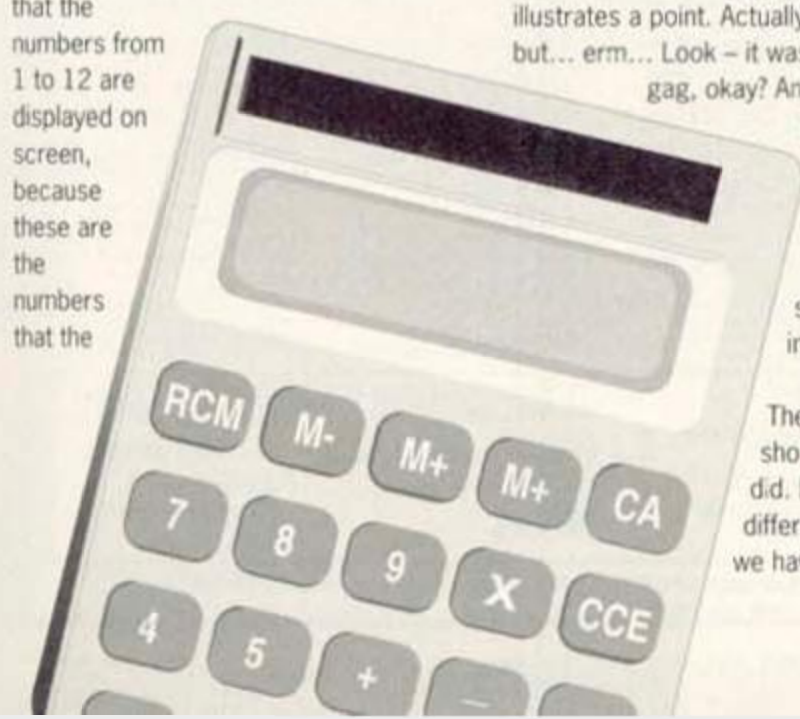 that the
numbers from
1 to 12 are
displayed on
screen,
because
these are
the
numbers
that the
illustrates a point. Actually
but... erm... Look – it was
gag, okay? An
RCM M- M+ M+ CA
7 8 9 X CCE
4 5 + –
s
in
The
sho
did.
differ
we hav